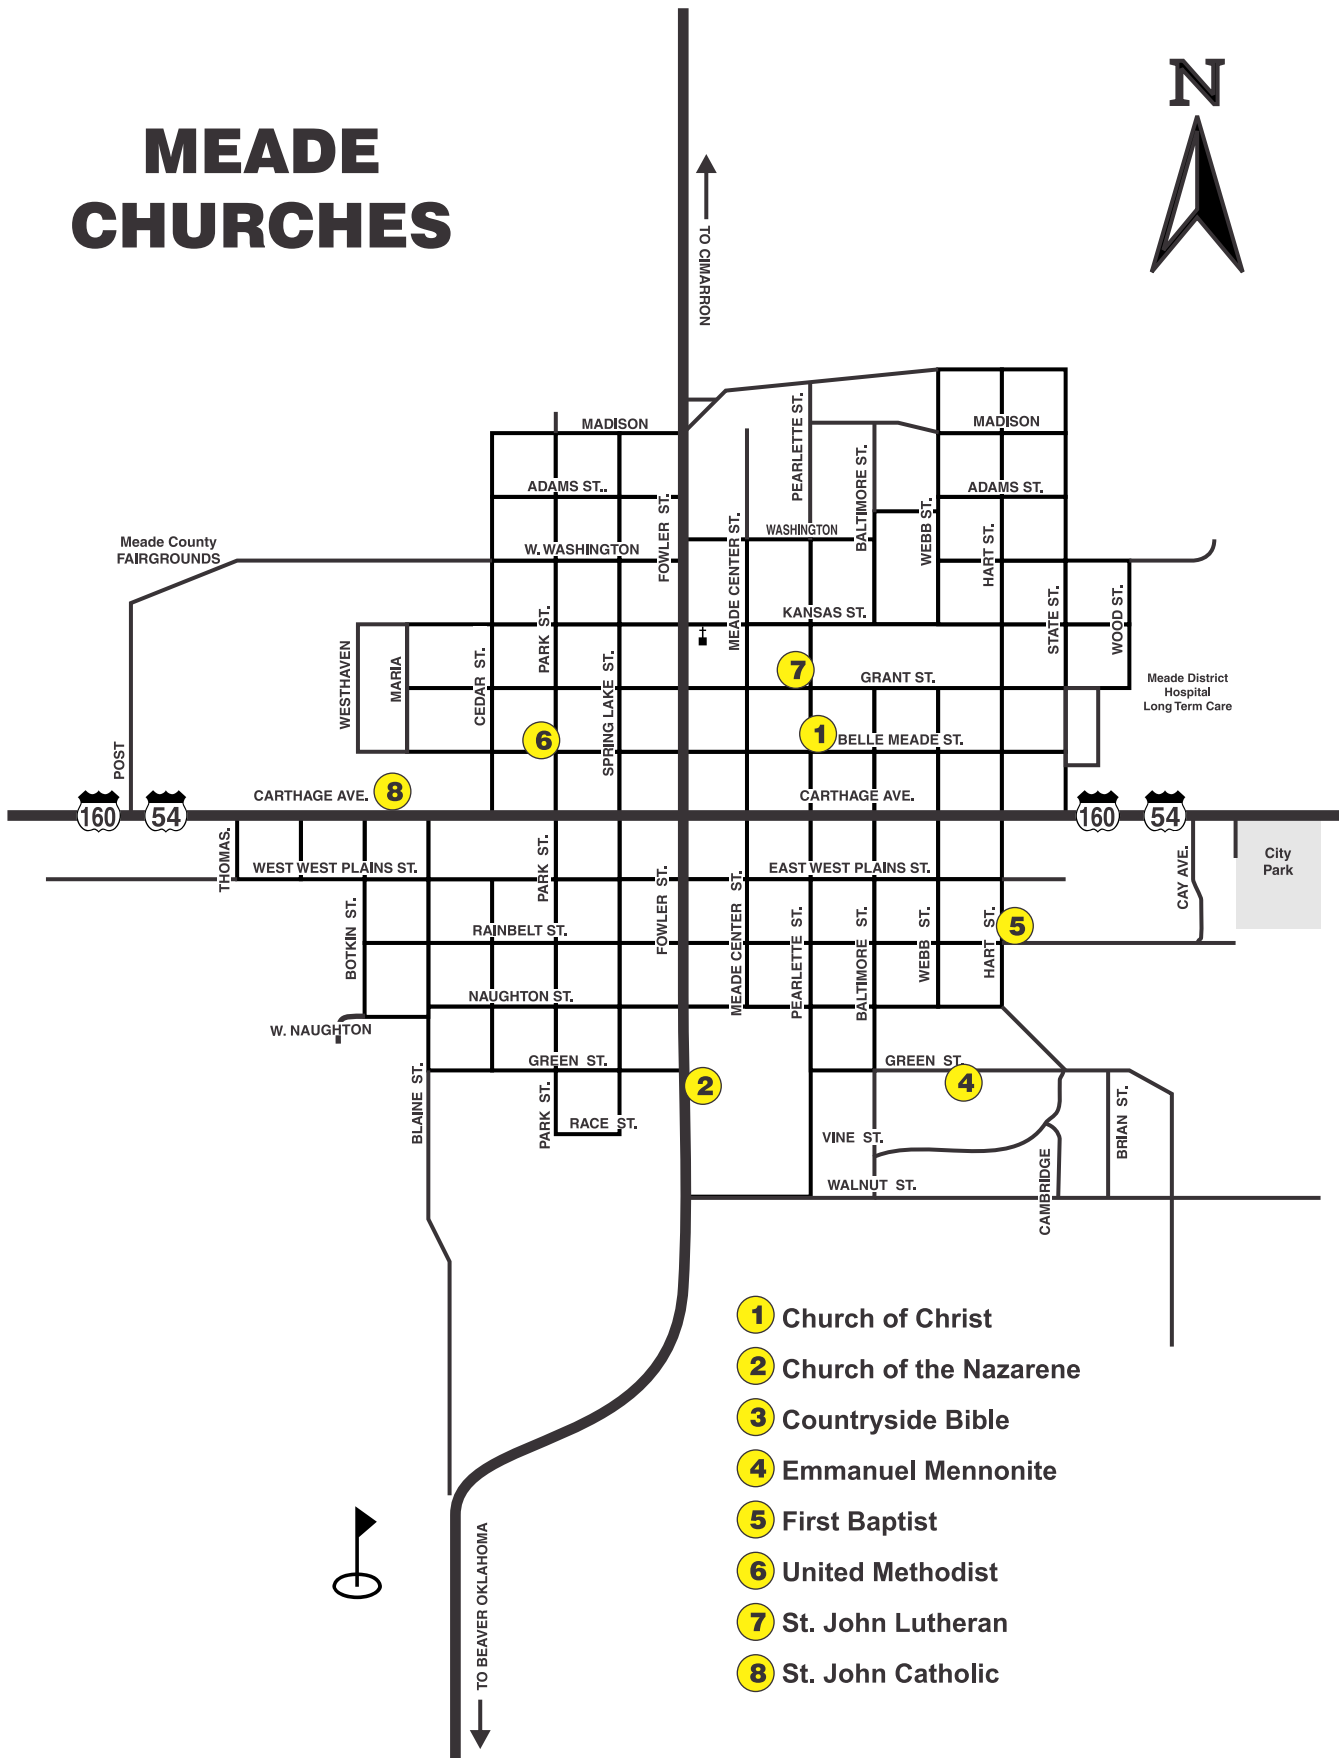 MEADE
CHURCHES
N
TO CIMARRON
MADISON
MADISON
PEARLETTE ST.
BALTIMORE ST.
ADAMS ST..
ADAMS ST.
FOWLER ST.
MEADE CENTER ST.
WASHINGTON
WEBB ST.
HART ST.
Meade County
FAIRGROUNDS
W. WASHINGTON
KANSAS ST.
PARK ST.
STATE ST.
WOOD ST.
WESTHAVEN
MARIA
CEDAR ST.
SPRING LAKE ST.
7
GRANT ST.
Meade District
Hospital
Long Term Care
6
1
BELLE MEADE ST.
POST
CARTHAGE AVE.
8
CARTHAGE AVE.
160
54
160
54
THOMAS.
WEST WEST PLAINS ST.
PARK ST.
EAST WEST PLAINS ST.
CAY AVE.
City
Park
BOTKIN ST.
RAINBELT ST.
FOWLER ST.
MEADE CENTER ST.
PEARLETTE ST.
BALTIMORE ST.
WEBB ST.
HART ST.
5
NAUGHTON ST.
W. NAUGHTON
GREEN ST.
GREEN ST.
2
4
BLAINE ST.
PARK ST.
RACE ST.
VINE ST.
BRIAN ST.
WALNUT ST.
CAMBRIDGE
1 Church of Christ
2 Church of the Nazarene
3 Countryside Bible
4 Emmanuel Mennonite
5 First Baptist
6 United Methodist
7 St. John Lutheran
8 St. John Catholic
TO BEAVER OKLAHOMA